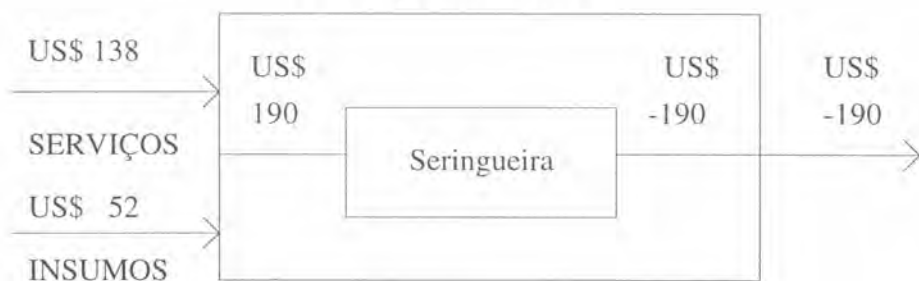 US$ 138
SERVIÇOS
US$ 52
INSUMOS
US$
190
Seringueira
US$
-190
US$
-190